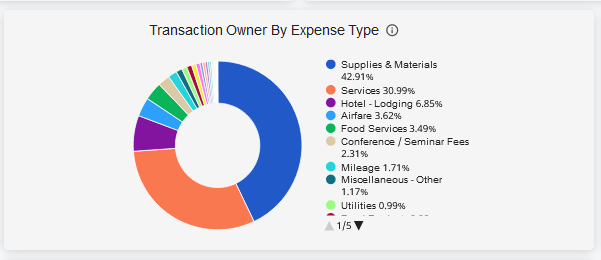 Transaction Owner By Expense Type
Supplies & Materials
42.91%
Services 30.99%
Hotel - Lodging 6.85%
Airfare 3.62%
Food Services 3.49%
Conference / Seminar Fees
2.31%
Mileage 1.71%
Miscellaneous - Other
1.17%
Utilities 0.99%
1/5